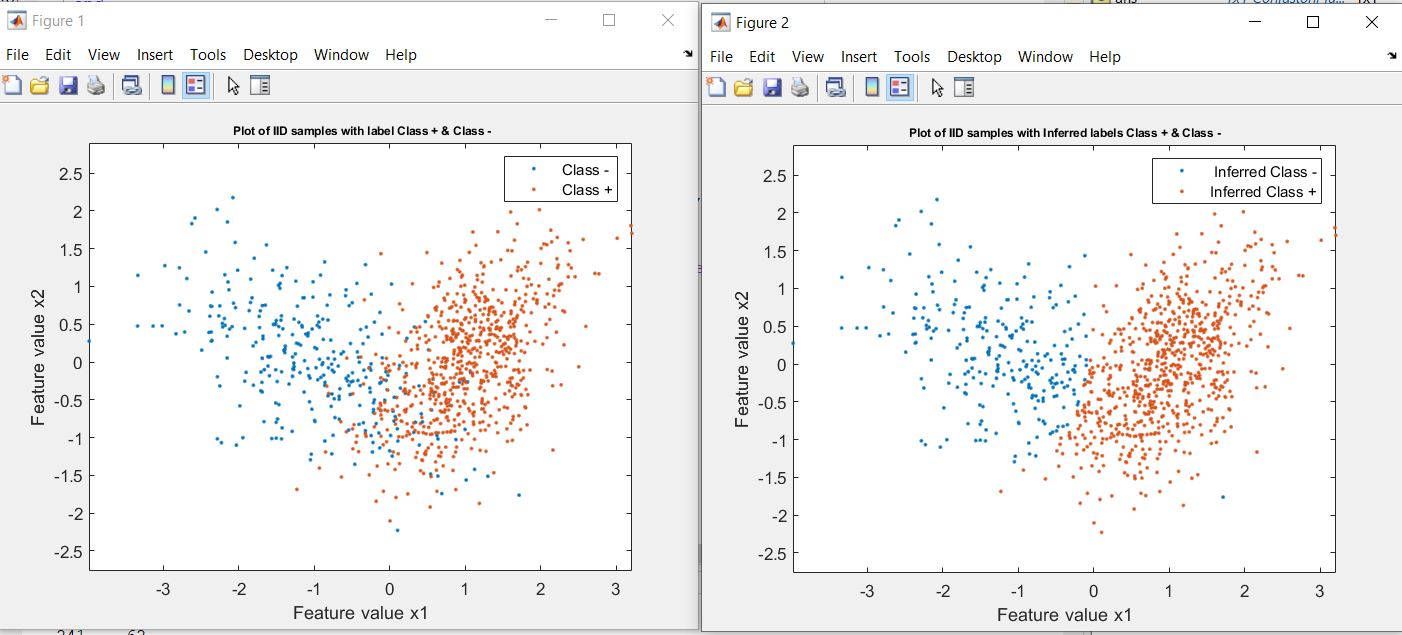 Figure 1
File Edit View Insert Tools Desktop Window Help
Plot of IID samples with label Class + & Class -
Class -
Class +
2.5
2
1.5
1
0.5
0
-0.5
-1
-1.5
-2
-2.5
Feature value x2
-3 -2 -1 0 1 2 3
Feature value x1
Figure 2
File Edit View Insert Tools Desktop Window Help
Plot of IID samples with Inferred labels Class + & Class -
Inferred Class -
Inferred Class +
2.5
2
1.5
1
0.5
0
-0.5
-1
-1.5
-2
-2.5
Feature value x2
-3 -2 -1 0 1 2 3
Feature value x1